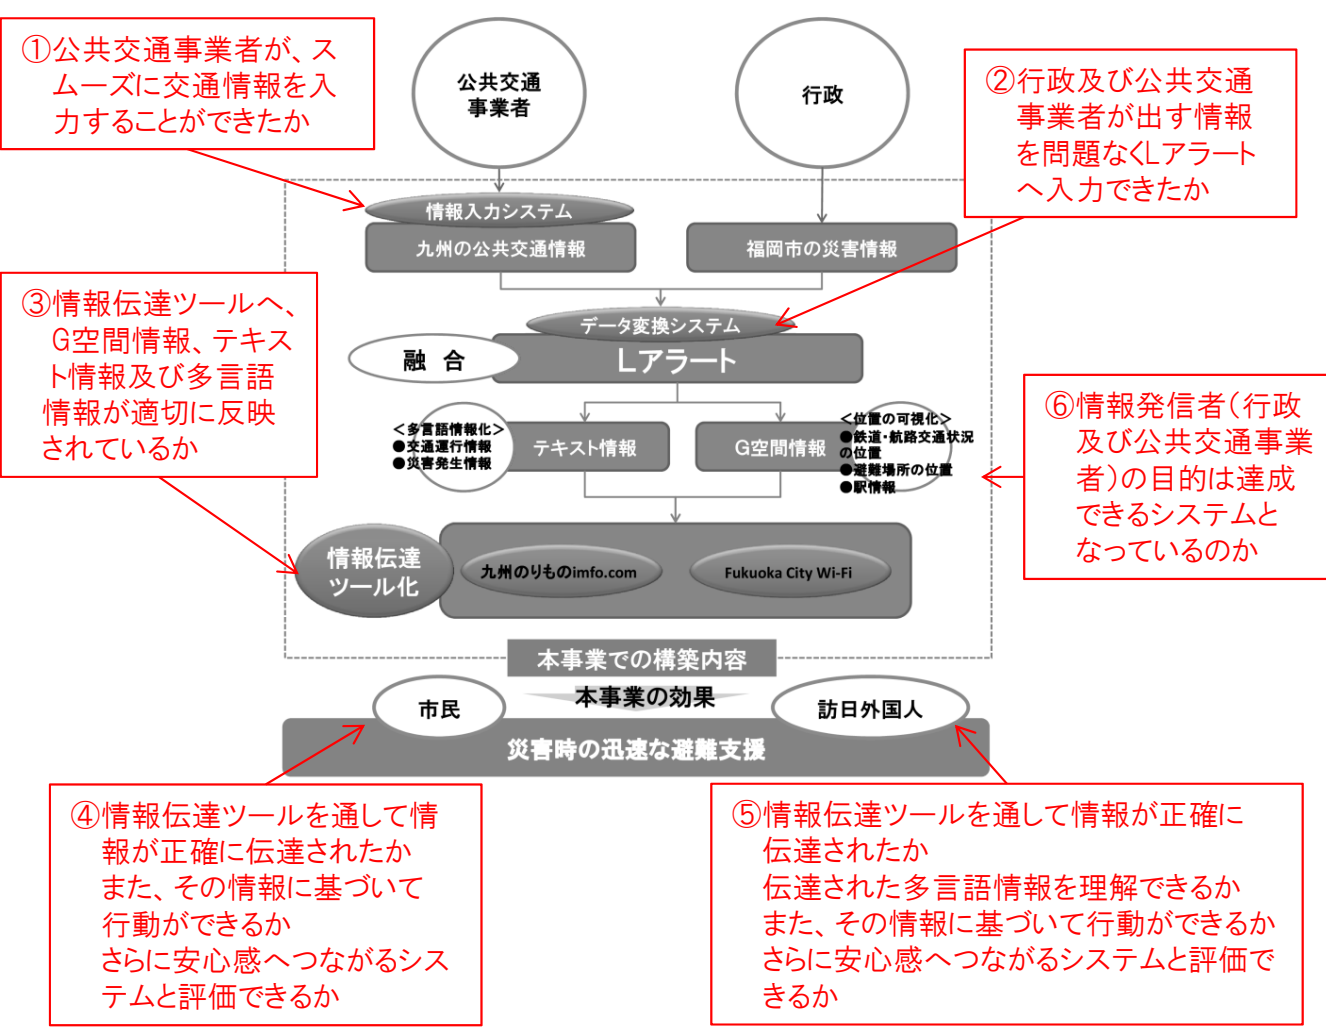 ①公共交通事業者が、ス
ムーズに交通情報を入
力することができたか
公共交通
事業者
行政
②行政及び公共交通
事業者が出す情報
を問題なくLアラート
へ入力できたか
情報入力システム
九州の公共交通情報
福岡市の災害情報
③情報伝達ツールへ、
G空間情報、テキス
ト情報及び多言語
情報が適切に反映
されているか
データ変換システム
Lアラート
融 合
＜多言語情報化＞
●交通運行情報
●災害発生情報
テキスト情報
G空間情報
＜位置の可視化＞
●鉄道・航路交通状況
の位置
●避難場所の位置
●駅情報
⑥情報発信者（行政
及び公共交通事業
者）の目的は達成
できるシステムと
なっているのか
情報伝達
ツール化
九州のりものimfo.com
Fukuoka City Wi-Fi
本事業での構築内容
本事業の効果
市民
訪日外国人
災害時の迅速な避難支援
④情報伝達ツールを通して情
報が正確に伝達されたか
また、その情報に基づいて
行動ができるか
さらに安心感へつながるシス
テムと評価できるか
⑤情報伝達ツールを通して情報が正確に
伝達されたか
伝達された多言語情報を理解できるか
また、その情報に基づいて行動ができるか
さらに安心感へつながるシステムと評価で
きるか